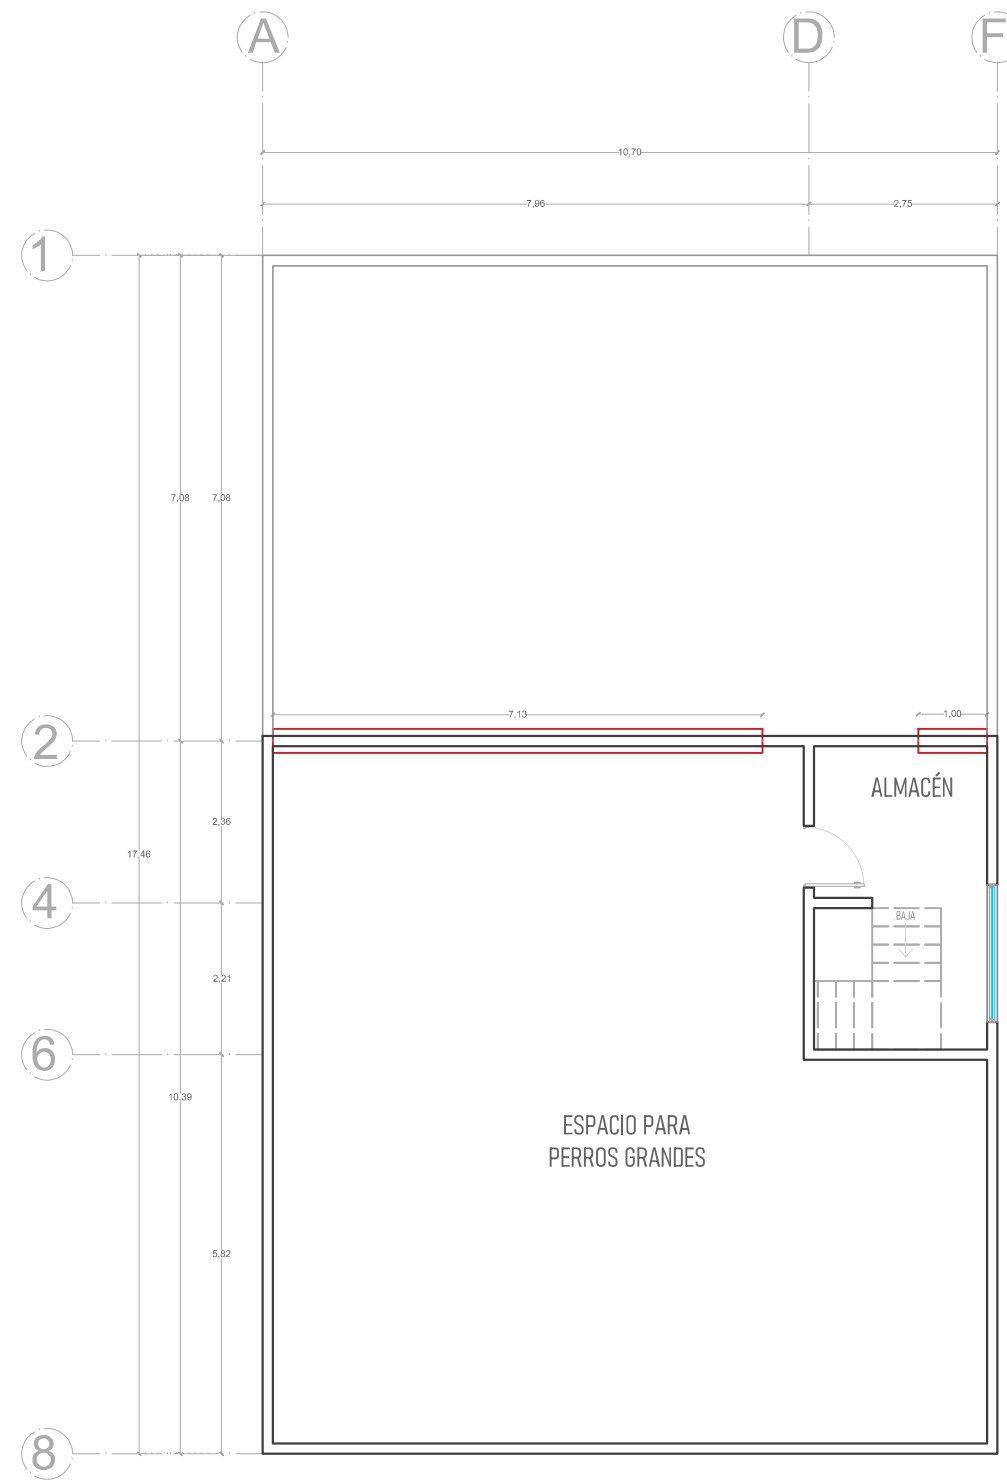 A
D
F
10,70
7,96
2,75
1
7,08
7,08
7,13
1,00
2
ALMACÉN
2,36
17,46
4
BAJA
2,21
6
10,39
ESPACIO PARA
PERROS GRANDES
5,82
8